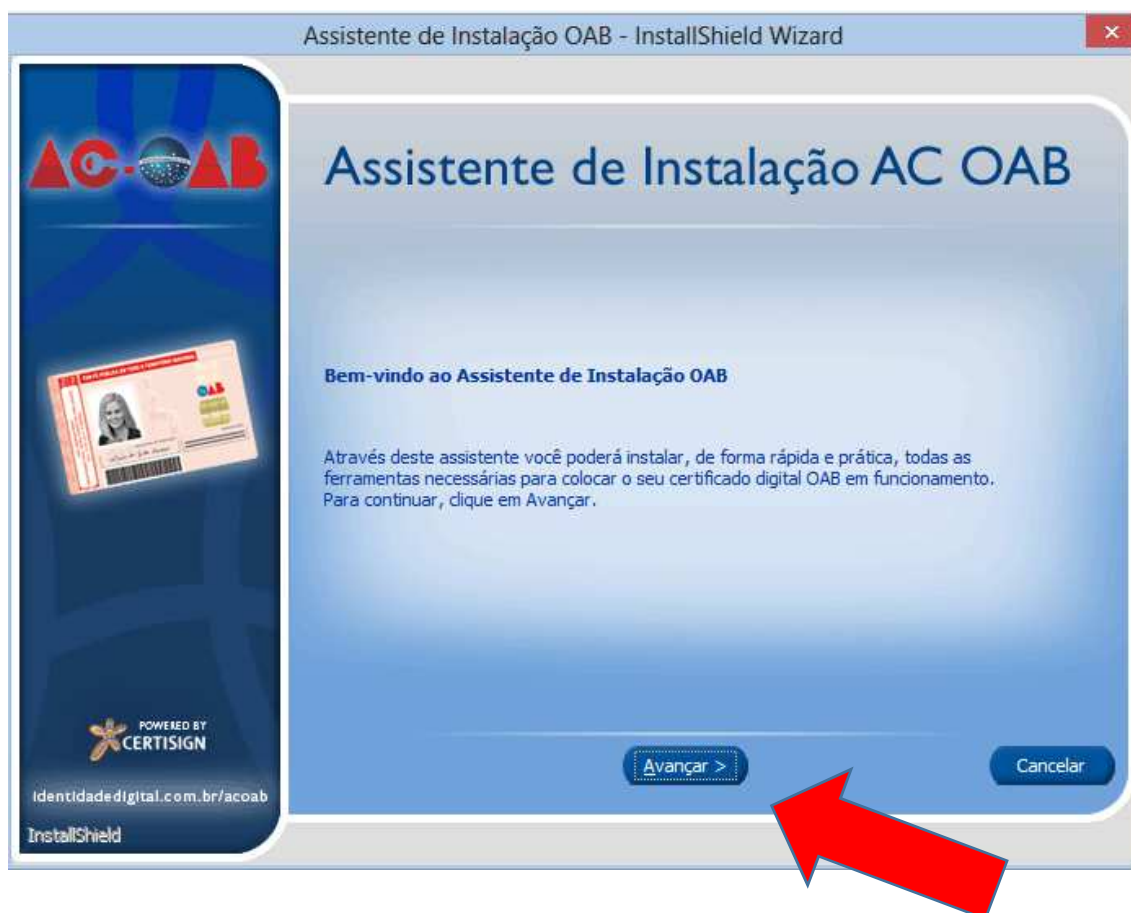 Assistente de Instalação OAB - InstallShield Wizard
AC-OAB
Assistente de Instalação AC OAB
OAB
Bem-vindo ao Assistente de Instalação OAB
Através deste assistente você poderá instalar, de forma rápida e prática, todas as
ferramentas necessárias para colocar o seu certificado digital OAB em funcionamento.
Para continuar, clique em Avançar.
POWERED BY
CERTISIGN
identidadedigital.com.br/acoab
InstallShield
Avançar >
Cancelar